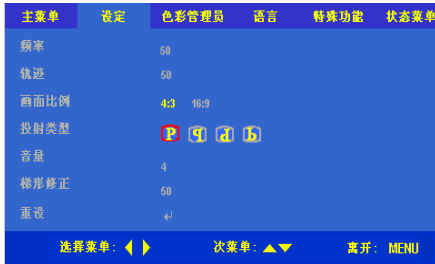 主菜单 设定 色彩管理员 语言 特殊功能 状态菜单
频率 50
轨迹 50
画面比例 4:3 16:9
投射类型 P
音量 4
梯形修正 50
重设
选择菜单: 次菜单: 离开: MENU